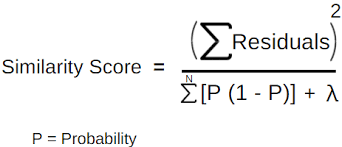 Similarity Score = (∑Residuals)²
N
∑[P (1 - P)] + λ
P = Probability